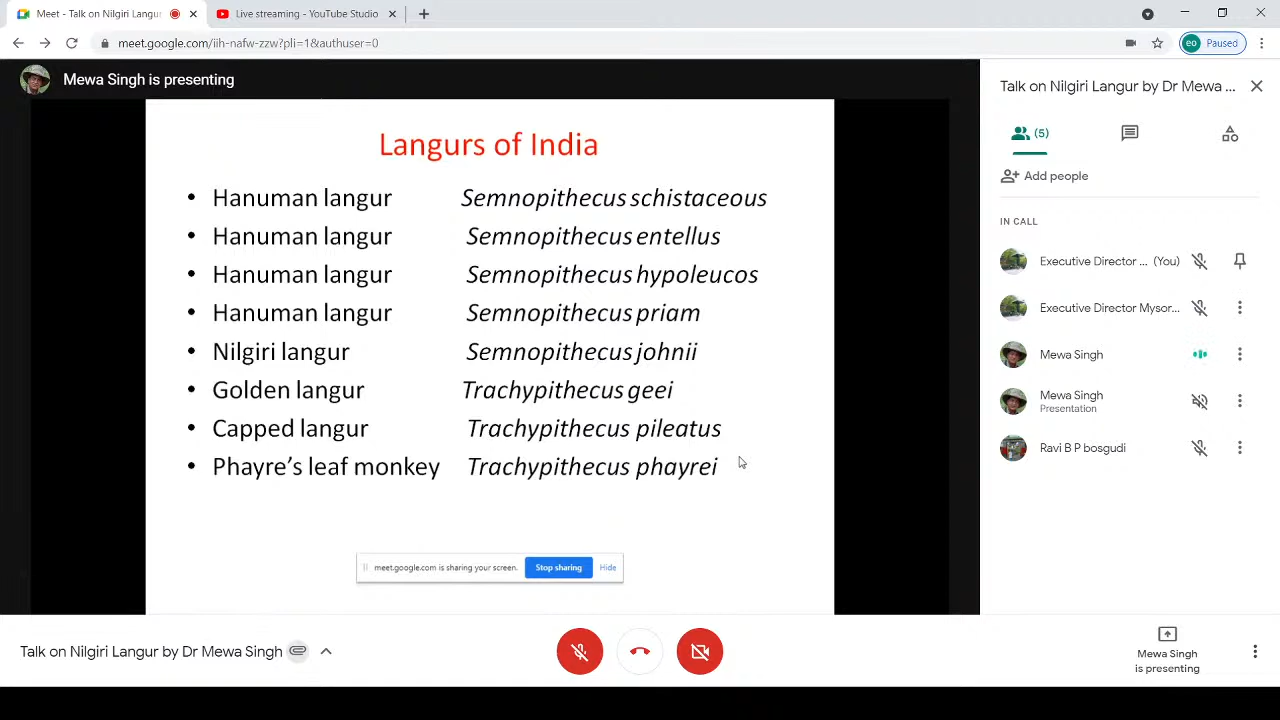 Meet - Talk on Nilgiri Langur
Live streaming - YouTube Studio
meet.google.com/iih-nafw-zzw?pli=1&authuser=0
eo Paused
Mewa Singh is presenting
Talk on Nilgiri Langur by Dr Mewa ...
(5)
Add people
IN CALL
Executive Director ... (You)
Executive Director Mysor...
Mewa Singh
Mewa Singh
Presentation
Ravi B P bosgudi
Langurs of India
• Hanuman langur Semnopithecus schistaceous
• Hanuman langur Semnopithecus entellus
• Hanuman langur Semnopithecus hypoleucos
• Hanuman langur Semnopithecus priam
• Nilgiri langur Semnopithecus johnii
• Golden langur Trachypithecus geei
• Capped langur Trachypithecus pileatus
• Phayre's leaf monkey Trachypithecus phayrei
meet.google.com is sharing your screen. Stop sharing Hide
Talk on Nilgiri Langur by Dr Mewa Singh
Mewa Singh
is presenting